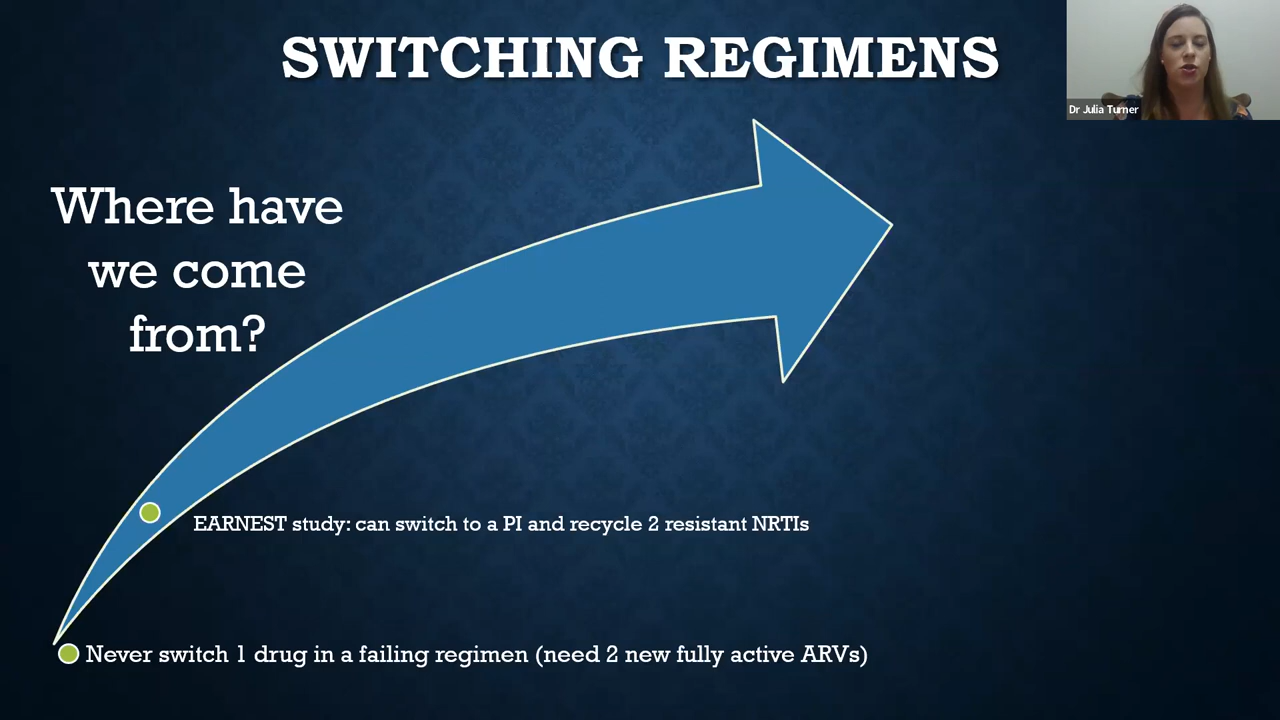 SWITCHING REGIMENS
Dr Julia Turner
Where have
we come
from?
EARNEST study: can switch to a PI and recycle 2 resistant NRTIs
Never switch 1 drug in a failing regimen (need 2 new fully active ARVs)